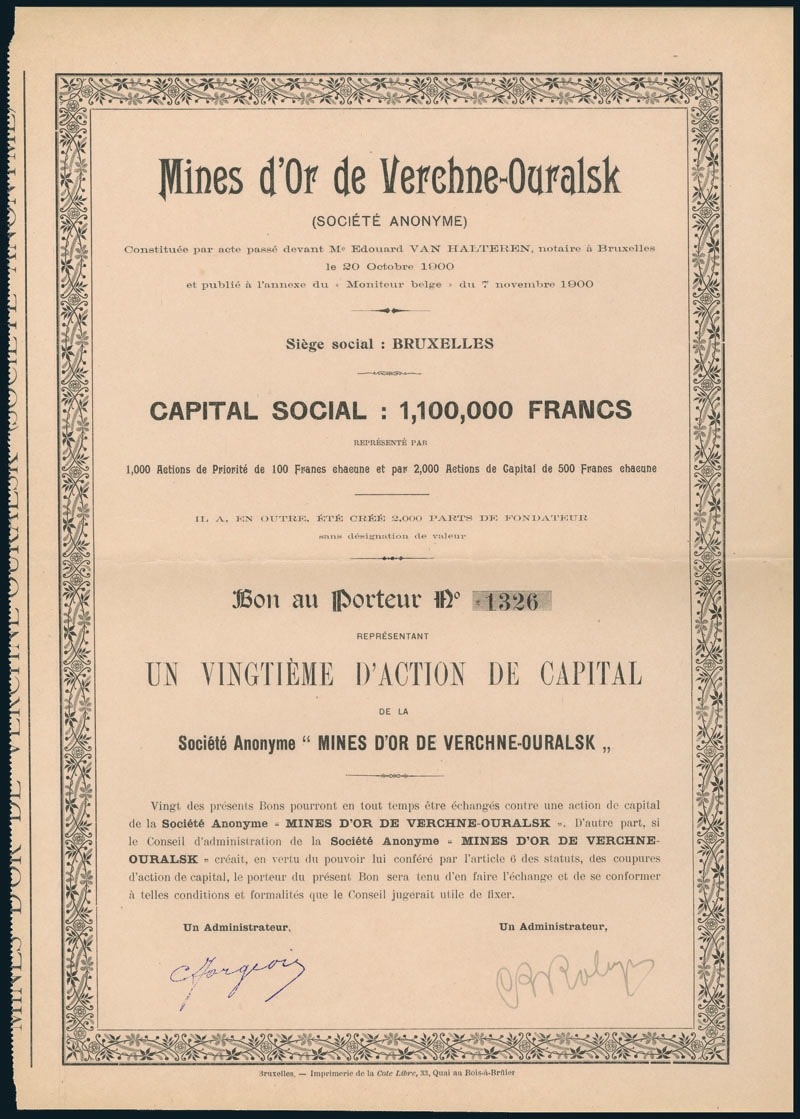 Mines d'Or de Verchne-Ouralsk
(SOCIÉTÉ ANONYME)
Constituée par acte passé devant Me Edouard VAN HALTEREN, notaire à Bruxelles
le 20 Octobre 1900
et publié à l'annexe du « Moniteur belge » du 7 novembre 1900
Siège social : BRUXELLES
CAPITAL SOCIAL : 1,100,000 FRANCS
REPRÉSENTÉ PAR
1,000 Actions de Priorité de 100 Francs chacune et par 2,000 Actions de Capital de 500 Francs chacune
IL A, EN OUTRE, ÉTÉ CRÉÉ 2,000 PARTS DE FONDATEUR
sans désignation de valeur
Bon au Porteur No 1326
REPRÉSENTANT
UN VINGTIÈME D'ACTION DE CAPITAL
DE LA
Société Anonyme “ MINES D'OR DE VERCHNE-OURALSK „
Vingt des présents Bons pourront en tout temps être échangés contre une action de capital
de la Société Anonyme « MINES D'OR DE VERCHNE-OURALSK ». D'autre part, si
le Conseil d'administration de la Société Anonyme « MINES D'OR DE VERCHNE-
OURALSK » créait, en vertu du pouvoir lui conféré par l'article 6 des statuts, des coupures
d'action de capital, le porteur du présent Bon sera tenu d'en faire l'échange et de se conformer
à telles conditions et formalités que le Conseil jugerait utile de fixer.
Un Administrateur,
Un Administrateur,
Bruxelles. — Imprimerie de la Cote Libre, 33, Quai au Bois-à-Brûler
MINES D'OR DE VERCHNE-OURALSK (SOCIÉTÉ ANONYME)